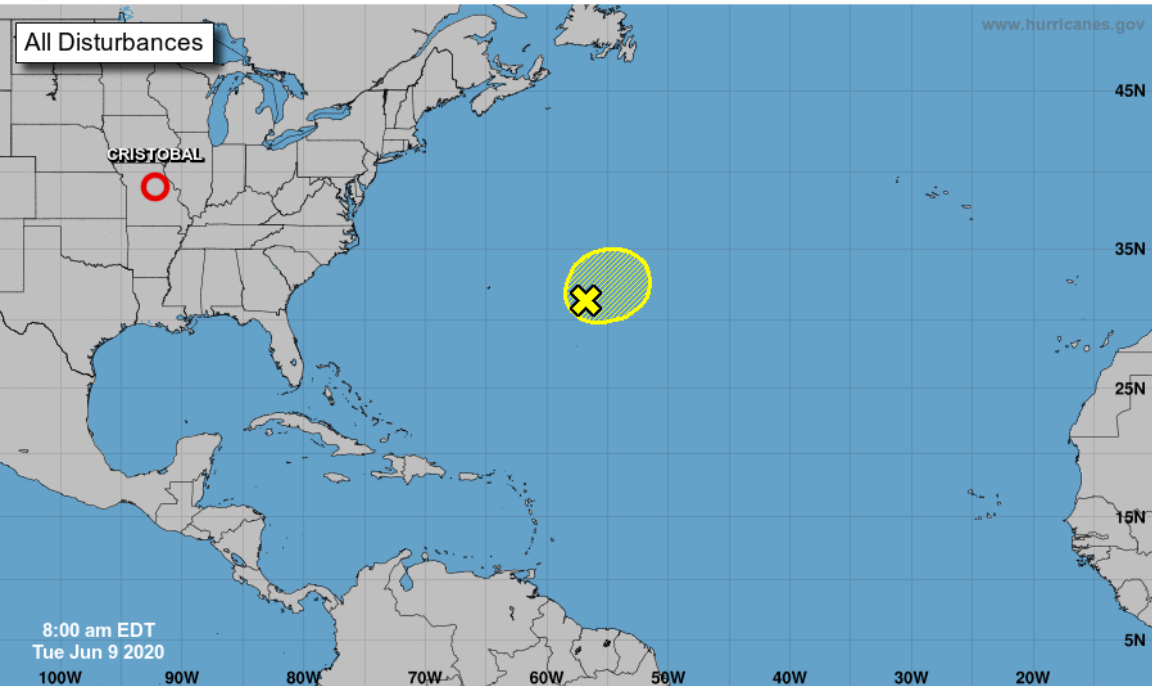 www.hurricanes.gov
All Disturbances
45N
CRISTOBAL
35N
25N
15N
8:00 am EDT
Tue Jun 9 2020
5N
100W 90W 80W 70W 60W 50W 40W 30W 20W